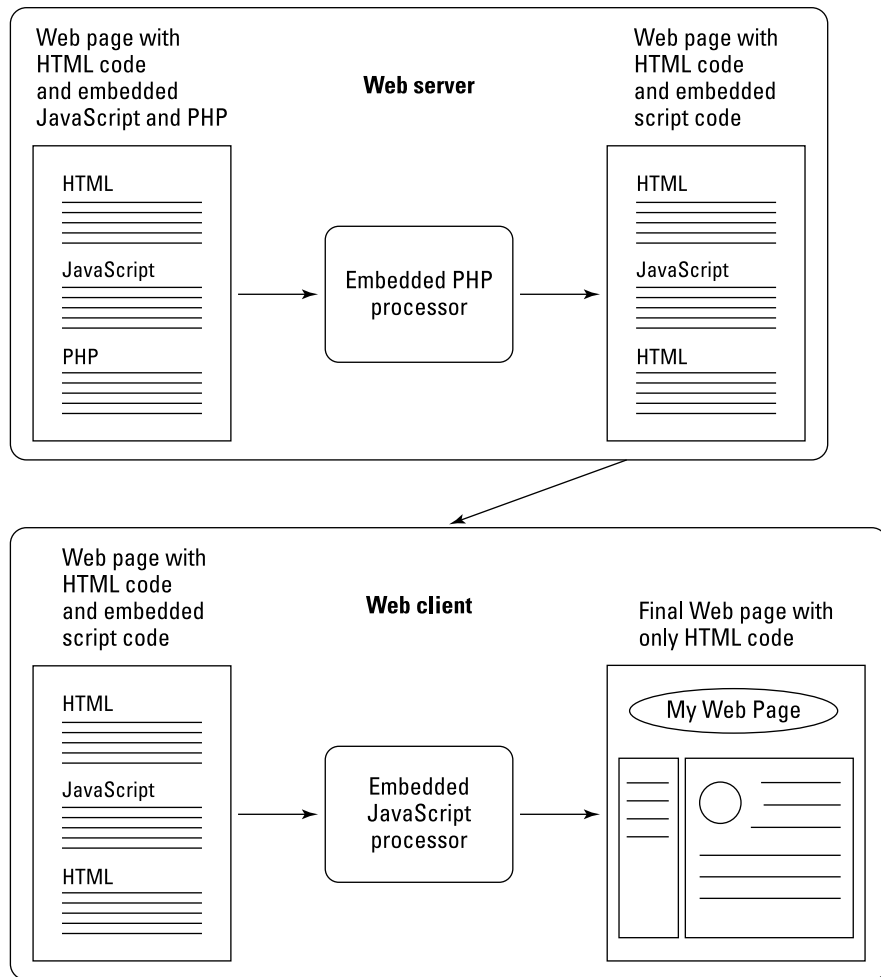 Web page with
HTML code
and embedded
JavaScript and PHP
Web server
Web page with
HTML code
and embedded
script code
HTML
JavaScript
PHP
Embedded PHP
processor
HTML
JavaScript
HTML
Web page with
HTML code
and embedded
script code
Web client
Final Web page with
only HTML code
HTML
JavaScript
HTML
Embedded
JavaScript
processor
My Web Page